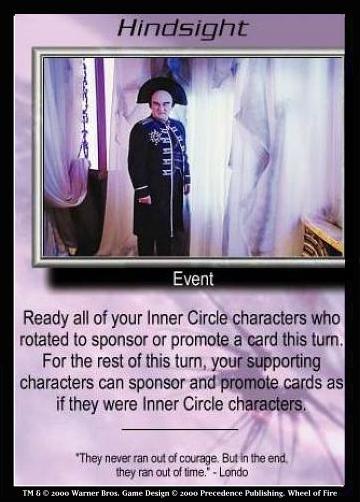 Hindsight
Event
Ready all of your Inner Circle characters who
rotated to sponsor or promote a card this turn.
For the rest of this turn, your supporting
characters can sponsor and promote cards as
if they were Inner Circle characters.
"They never ran out of courage. But in the end,
they ran out of time." - Londo
TM & © 2000 Warner Bros. Game Design © 2000 Precedence Publishing. Wheel of Fire